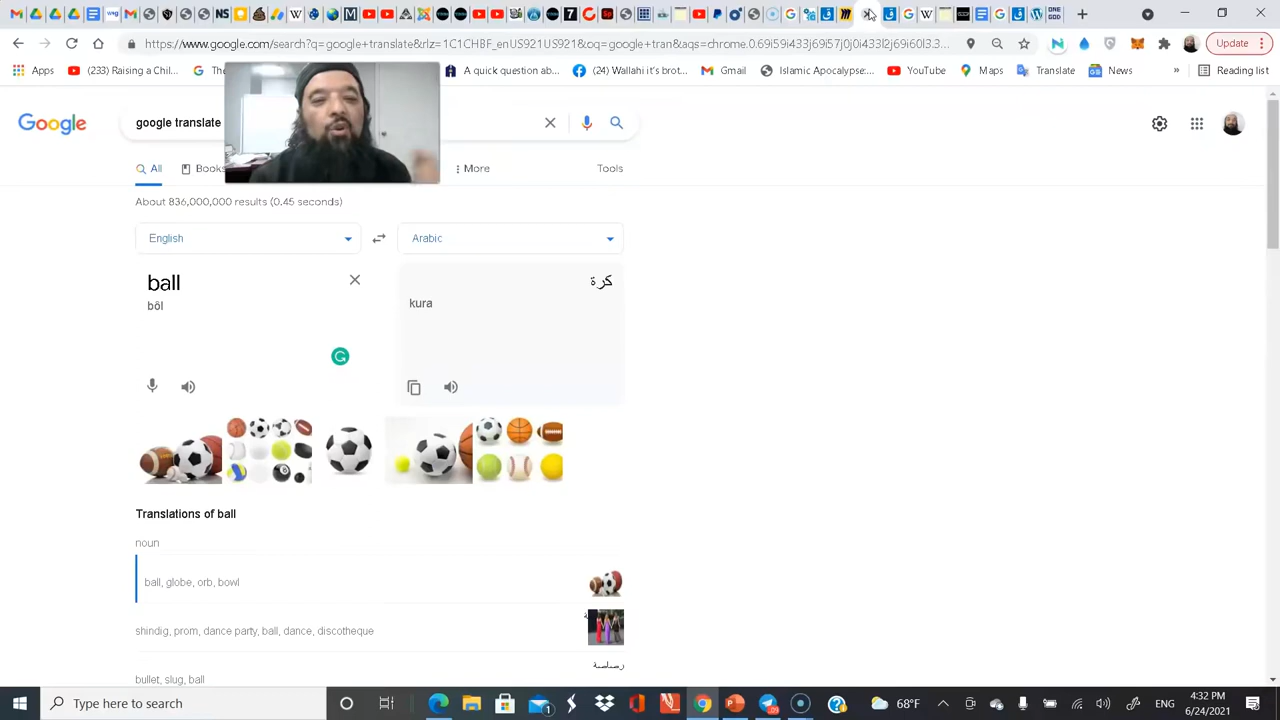 https://www.google.com/search?q=google+translate&rlz=1C1CHBF_enUS921US921&oq=google+tran&aqs=chrome.0.69i59i433j69i57j0j0i433l2j69i60l3....
Update
Apps
(233) Raising a Chil...
A quick question ab...
(24) Wallahi it's brot...
Gmail
Islamic Apocalypse:...
YouTube
Maps
Translate
News
»
Reading list
Google
google translate
All
Books
More
Tools
About 836,000,000 results (0.45 seconds)
English
Arabic
ball
bôl
كرة
kura
Translations of ball
noun
ball, globe, orb, bowl
shindig, prom, dance party, ball, dance, discotheque
رصاصة
bullet, slug, ball
Type here to search
68°F
ENG
4:32 PM
6/24/2021